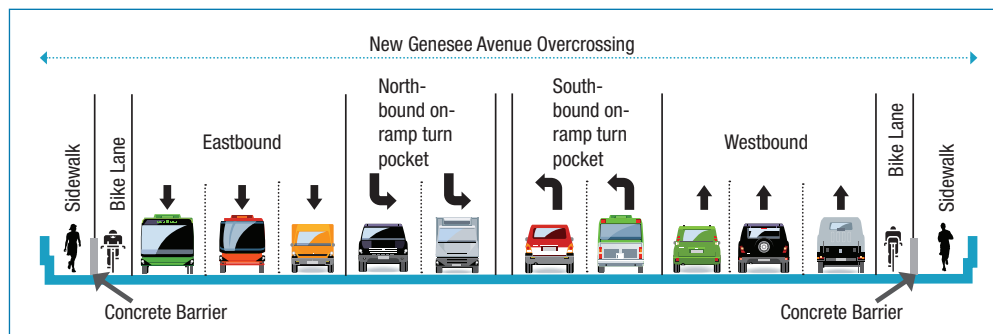 New Genesee Avenue Overcrossing
Sidewalk
Bike Lane
Eastbound
North-
bound on-
ramp turn
pocket
South-
bound on-
ramp turn
pocket
Westbound
Bike Lane
Sidewalk
Concrete Barrier
Concrete Barrier